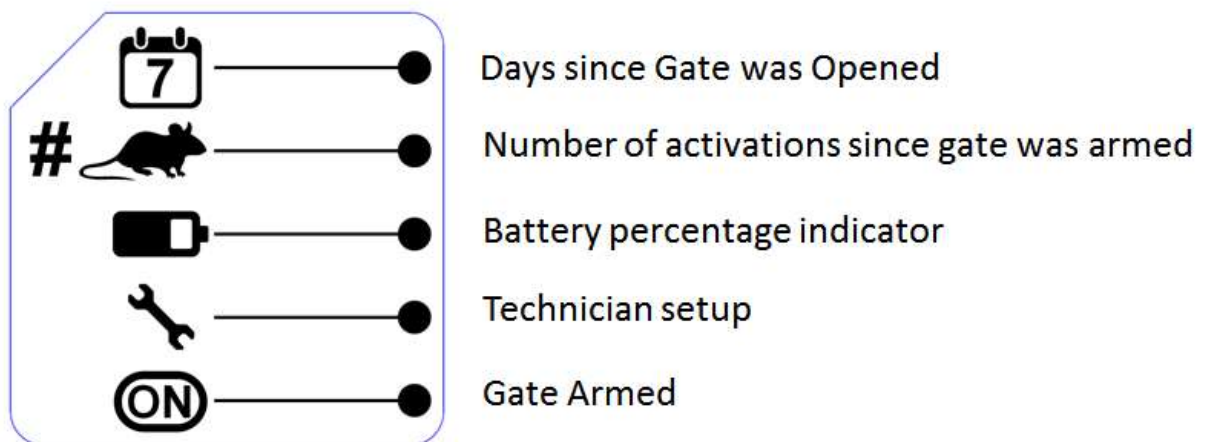 7 Days since Gate was Opened
# Number of activations since gate was armed
Battery percentage indicator
Technician setup
ON Gate Armed